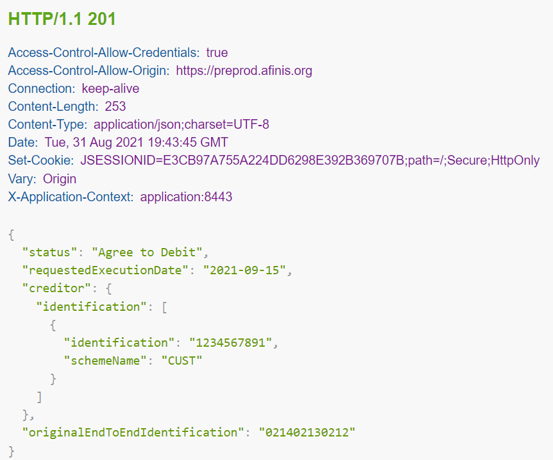 HTTP/1.1 201
Access-Control-Allow-Credentials: true
Access-Control-Allow-Origin: https://preprod.afinis.org
Connection: keep-alive
Content-Length: 253
Content-Type: application/json;charset=UTF-8
Date: Tue, 31 Aug 2021 19:43:45 GMT
Set-Cookie: JSESSIONID=E3CB97A755A224DD6298E392B369707B;path=/;Secure;HttpOnly
Vary: Origin
X-Application-Context: application:8443
{
  "status": "Agree to Debit",
  "requestedExecutionDate": "2021-09-15",
  "creditor": {
    "identification": [
      {
        "identification": "1234567891",
        "schemeName": "CUST"
      }
    ]
  },
  "originalEndToEndIdentification": "021402130212"
}